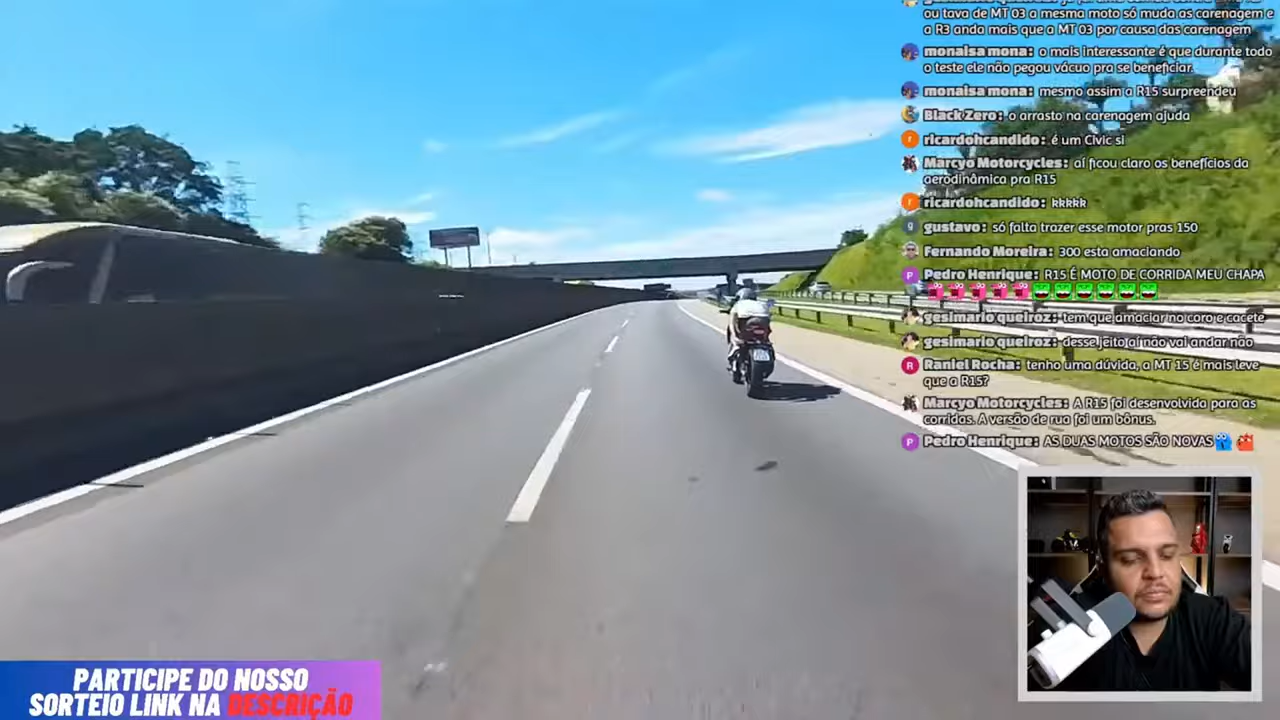 ou tava de MT 03 a mesma moto só muda as carenagem e
a R3 anda mais que a MT 03 por causa das carenagem
monaisa mona: o mais interessante é que durante todo
o teste ele não pegou vácuo pra se beneficiar.
monaisa mona: mesmo assim a R15 surpreendeu
Black Zero: o arrasto na carenagem ajuda
ricardohcandido: é um Civic si
Marcyo Motorcycles: aí ficou claro os benefícios da
aerodinâmica pra R15
ricardohcandido: kkkkk
gustavo: só falta trazer esse motor pras 150
Fernando Moreira: 300 esta amaciando
Pedro Henrique: R15 É MOTO DE CORRIDA MEU CHAPA
gesimario queiroz: tem que amaciar no coro e cacete
gesimario queiroz: desse jeito aí não vai andar não
Raniel Rocha: tenho uma dúvida, a MT 15 é mais leve
que a R15?
Marcyo Motorcycles: A R15 foi desenvolvida para as
corridas. A versão de rua foi um bônus.
Pedro Henrique: AS DUAS MOTOS SÃO NOVAS
PARTICIPE DO NOSSO
SORTEIO LINK NA DESCRIÇÃO